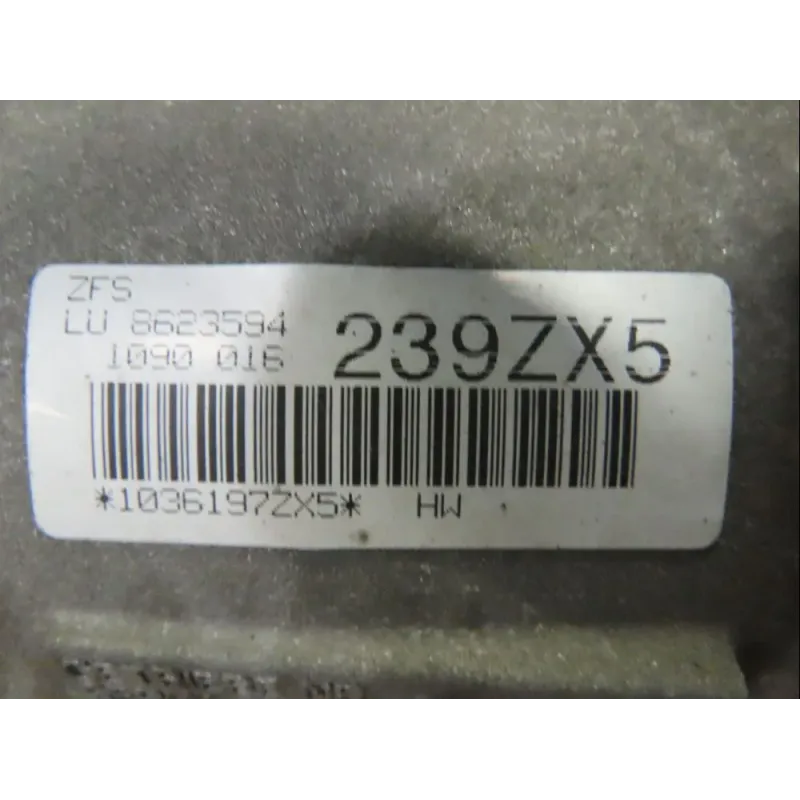 ZFS
LU 8623594
1090 016
239ZX5
*1036197ZX5* HW